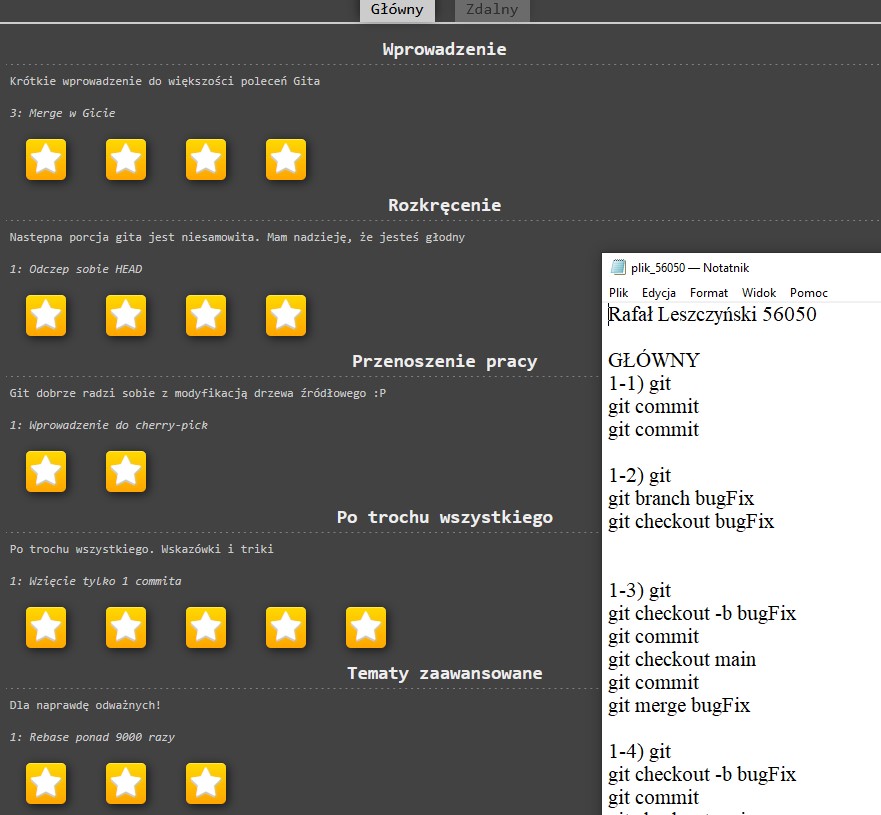 Główny Zdalny
Wprowadzenie
Krótkie wprowadzenie do większości poleceń Gita
3: Merge w Gicie
Rozkręcenie
Następna porcja gita jest niesamowita. Mam nadzieję, że jesteś głodny
1: Odczep sobie HEAD
Przenoszenie pracy
Git dobrze radzi sobie z modyfikacją drzewa źródłowego :P
1: Wprowadzenie do cherry-pick
Po trochu wszystkiego
Po trochu wszystkiego. Wskazówki i triki
1: Wzięcie tylko 1 commita
Tematy zaawansowane
Dla naprawdę odważnych!
1: Rebase ponad 9000 razy
plik_56050 — Notatnik
Plik Edycja Format Widok Pomoc
Rafał Leszczyński 56050
GŁÓWNY
1-1) git
git commit
git commit
1-2) git
git branch bugFix
git checkout bugFix
1-3) git
git checkout -b bugFix
git commit
git checkout main
git commit
git merge bugFix
1-4) git
git checkout -b bugFix
git commit